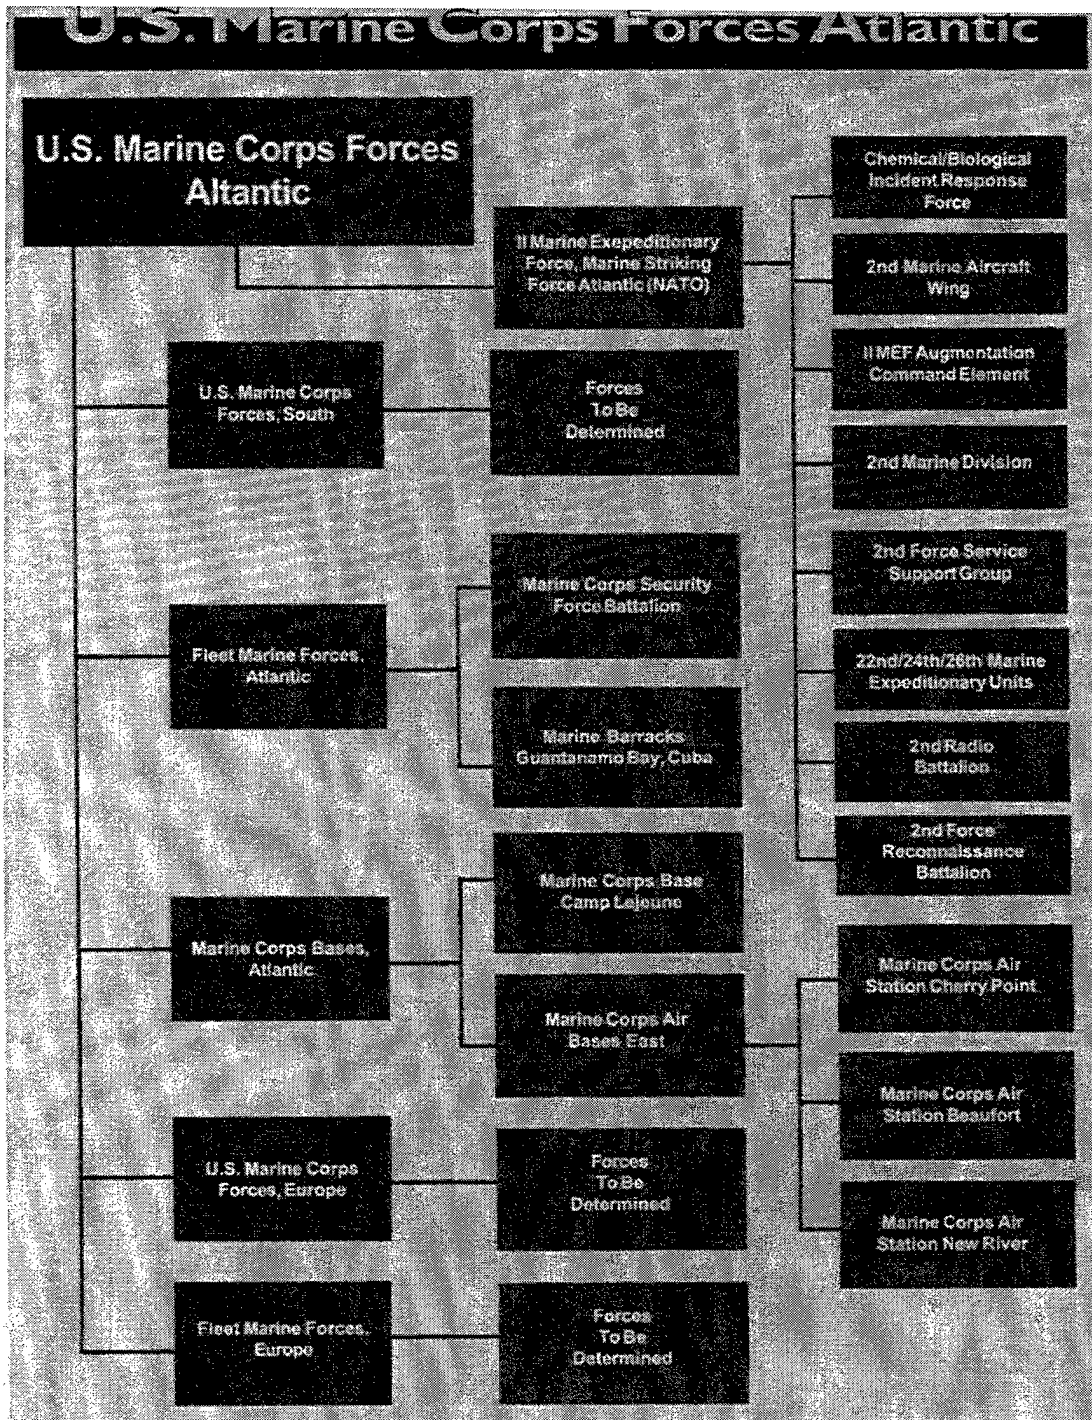 U.S. Marine Corps Forces Atlantic
U.S. Marine Corps Forces
Altantic
II Marine Exepeditionary
Force, Marine Striking
Force Atlantic (NATO)
Chemical/Biological
Incident Response
Force
2nd Marine Aircraft
Wing
II MEF Augmentation
Command Element
2nd Marine Division
2nd Force Service
Support Group
22nd/24th/26th Marine
Expeditionary Units
2nd Radio
Battalion
2nd Force
Reconnaissance
Battalion
U.S. Marine Corps
Forces, South
Forces
To Be
Determined
Fleet Marine Forces,
Atlantic
Marine Corps Security
Force Battalion
Marine Barracks
Guantanamo Bay, Cuba
Marine Corps Bases,
Atlantic
Marine Corps Base
Camp Lejeune
Marine Corps Air
Bases East
Marine Corps Air
Station Cherry Point
Marine Corps Air
Station Beaufort
Marine Corps Air
Station New River
U.S. Marine Corps
Forces, Europe
Forces
To Be
Determined
Fleet Marine Forces,
Europe
Forces
To Be
Determined